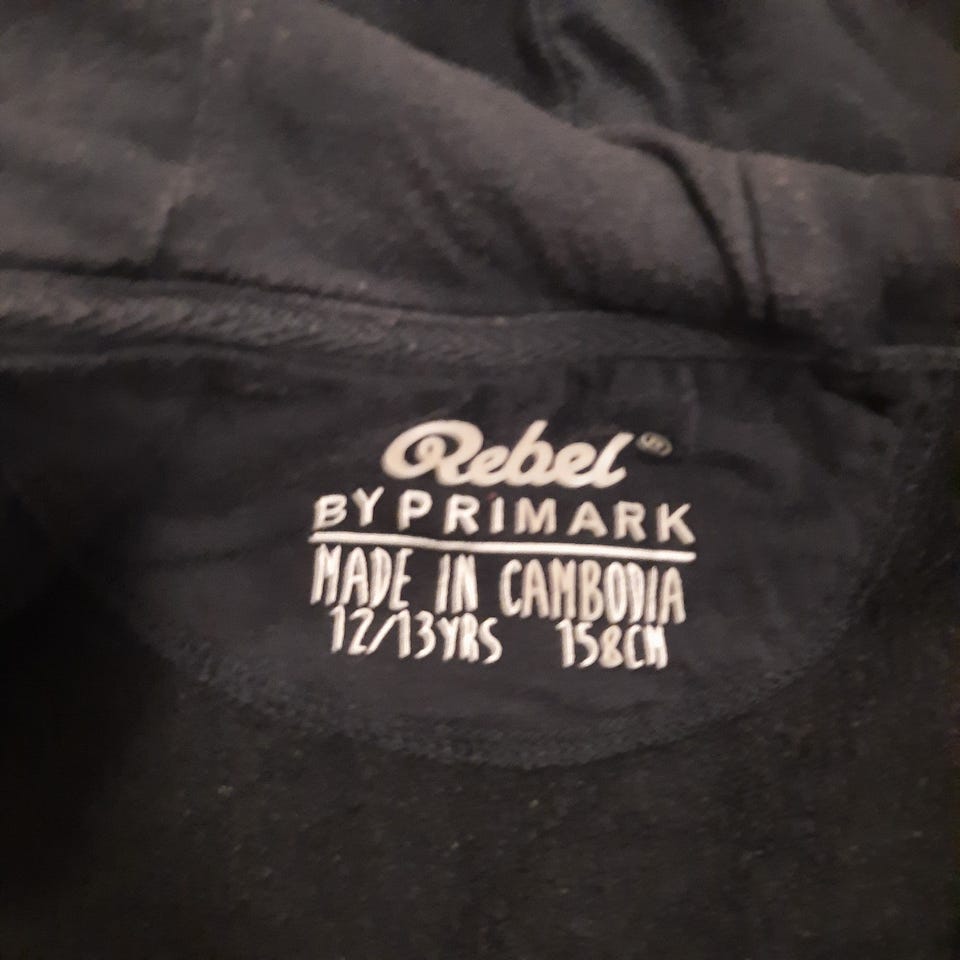 Rebel®
BY PRIMARK
MADE IN CAMBODIA
12/13YRS 158CM